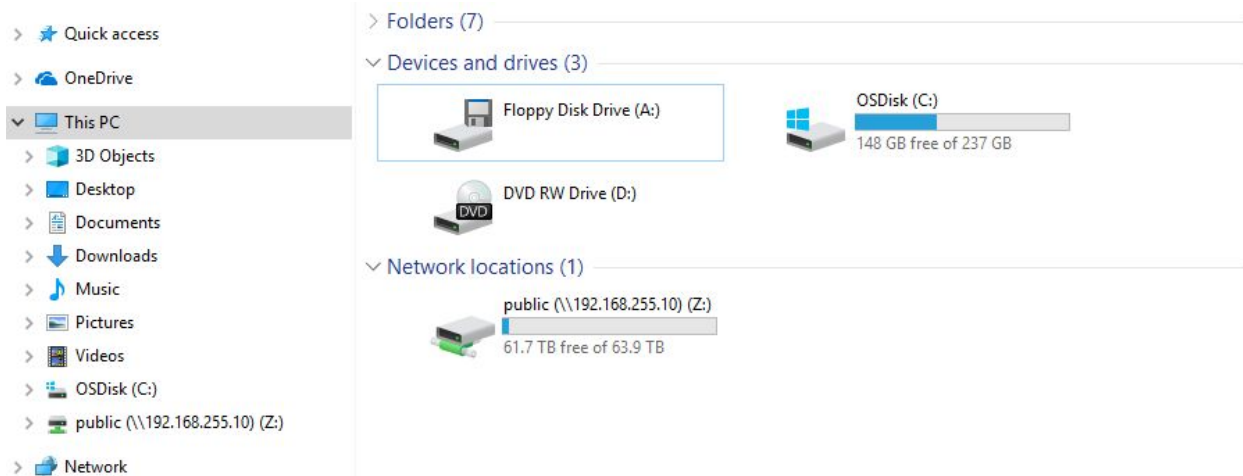 Quick access
OneDrive
This PC
3D Objects
Desktop
Documents
Downloads
Music
Pictures
Videos
OSDisk (C:)
public (\\192.168.255.10) (Z:)
Network
Folders (7)
Devices and drives (3)
Floppy Disk Drive (A:)
OSDisk (C:)
148 GB free of 237 GB
DVD RW Drive (D:)
DVD
Network locations (1)
public (\\192.168.255.10) (Z:)
61.7 TB free of 63.9 TB